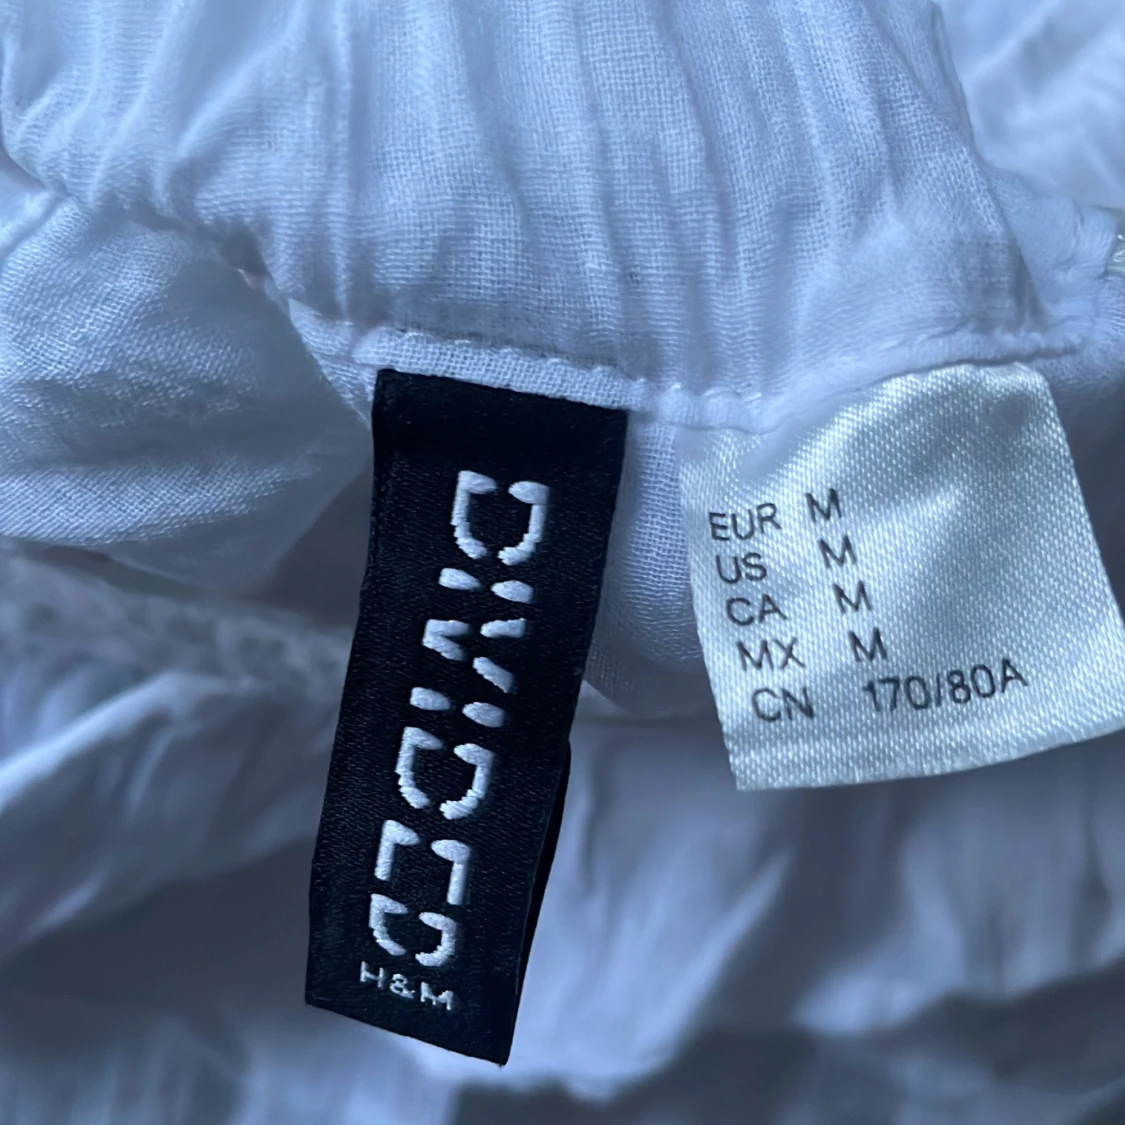 DIVIDED
H&M
EUR M
US M
CA M
MX M
CN 170/80A